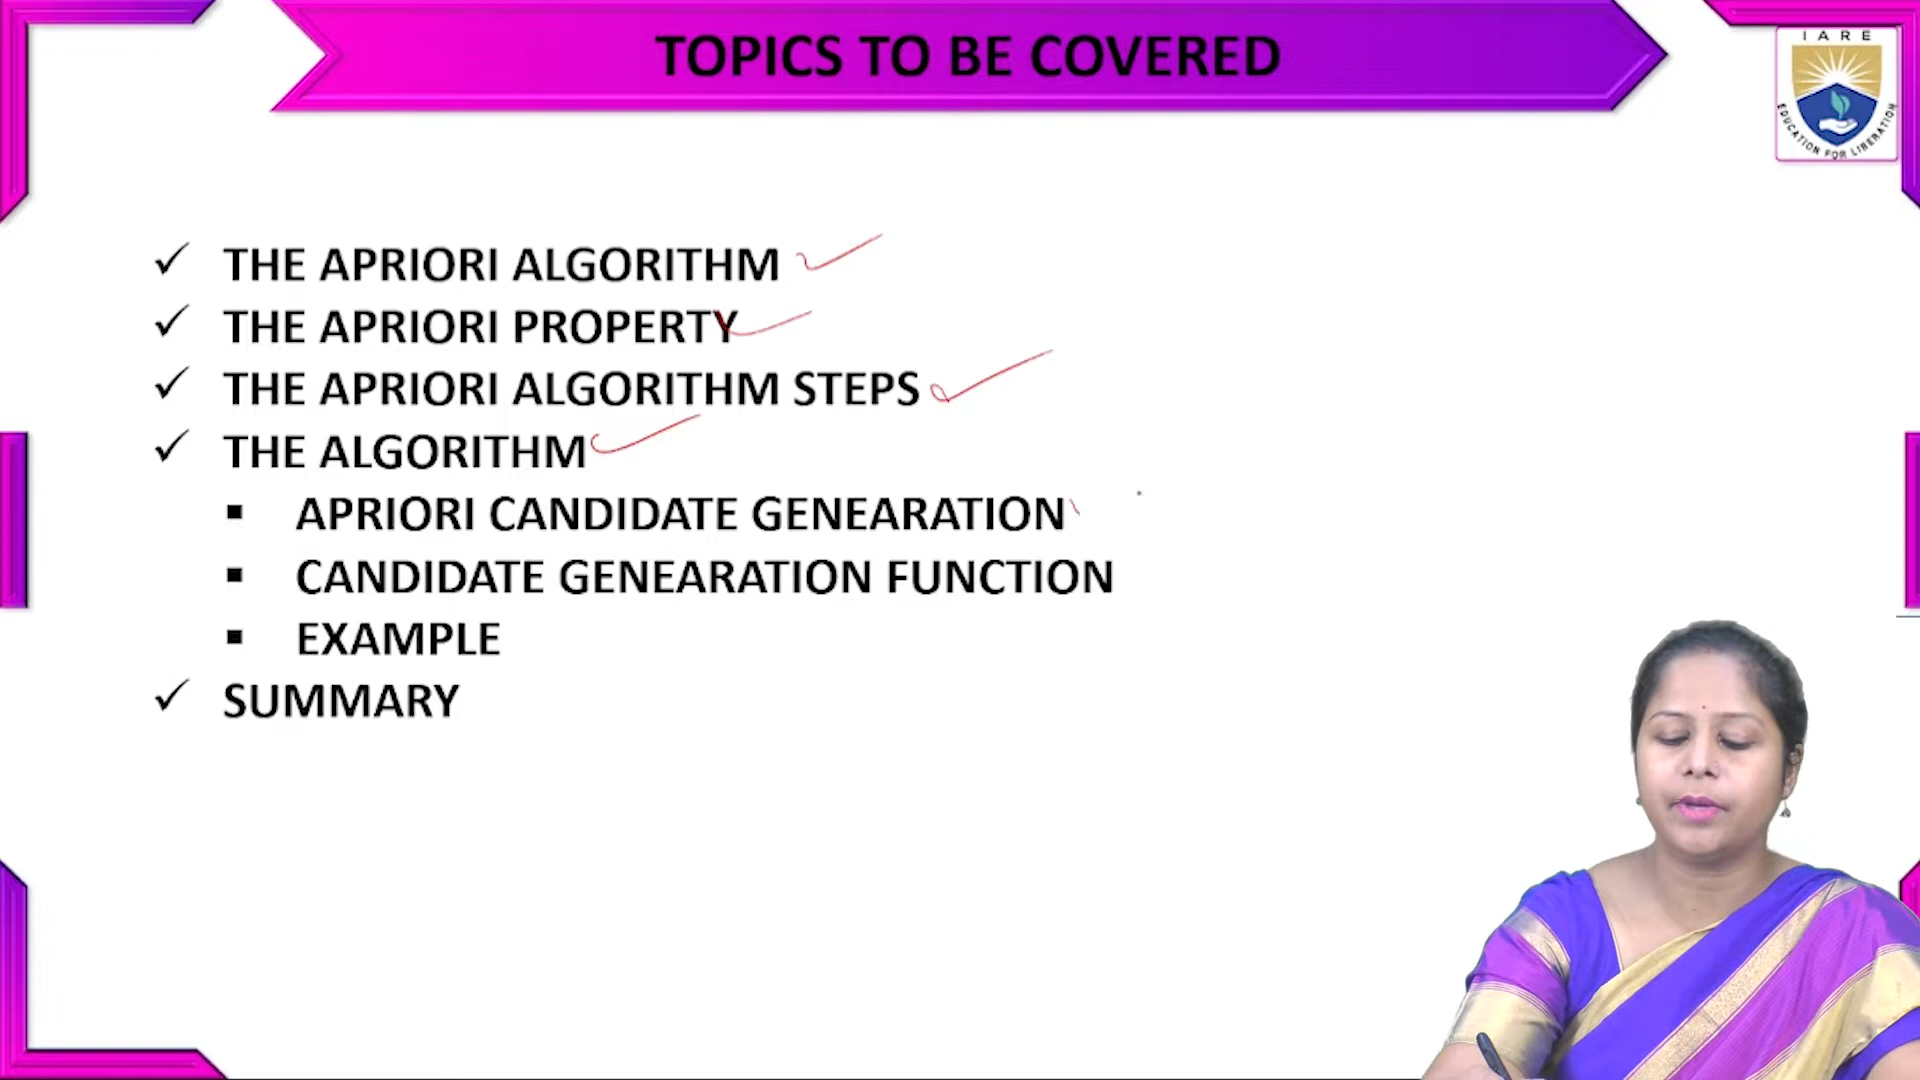 TOPICS TO BE COVERED
IARE
EDUCATION FOR LIBERATION
THE APRIORI ALGORITHM
THE APRIORI PROPERTY
THE APRIORI ALGORITHM STEPS
THE ALGORITHM
APRIORI CANDIDATE GENEARATION
CANDIDATE GENEARATION FUNCTION
EXAMPLE
SUMMARY